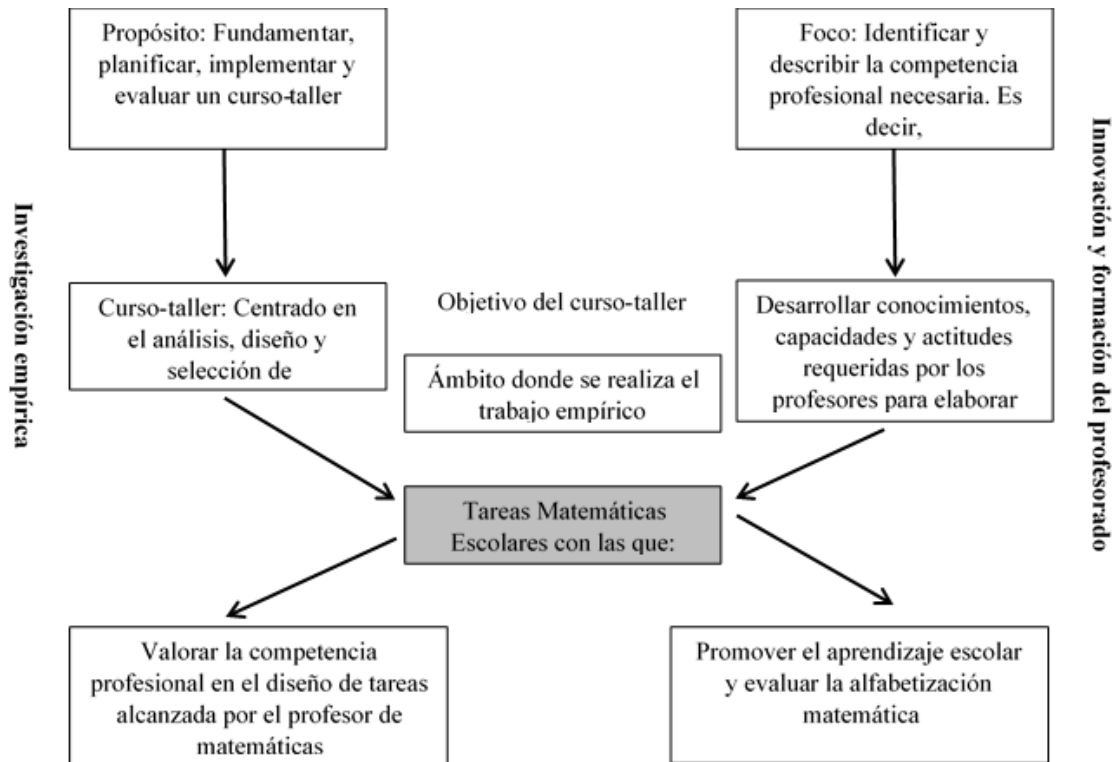 Propósito: Fundamentar,
planificar, implementar y
evaluar un curso-taller
Foco: Identificar y
describir la competencia
profesional necesaria. Es
decir,
Investigación empírica
Innovación y formación del profesorado
Curso-taller: Centrado en
el análisis, diseño y
selección de
Objetivo del curso-taller
Ámbito donde se realiza el
trabajo empírico
Desarrollar conocimientos,
capacidades y actitudes
requeridas por los
profesores para elaborar
Tareas Matemáticas
Escolares con las que:
Valorar la competencia
profesional en el diseño de tareas
alcanzada por el profesor de
matemáticas
Promover el aprendizaje escolar
y evaluar la alfabetización
matemática